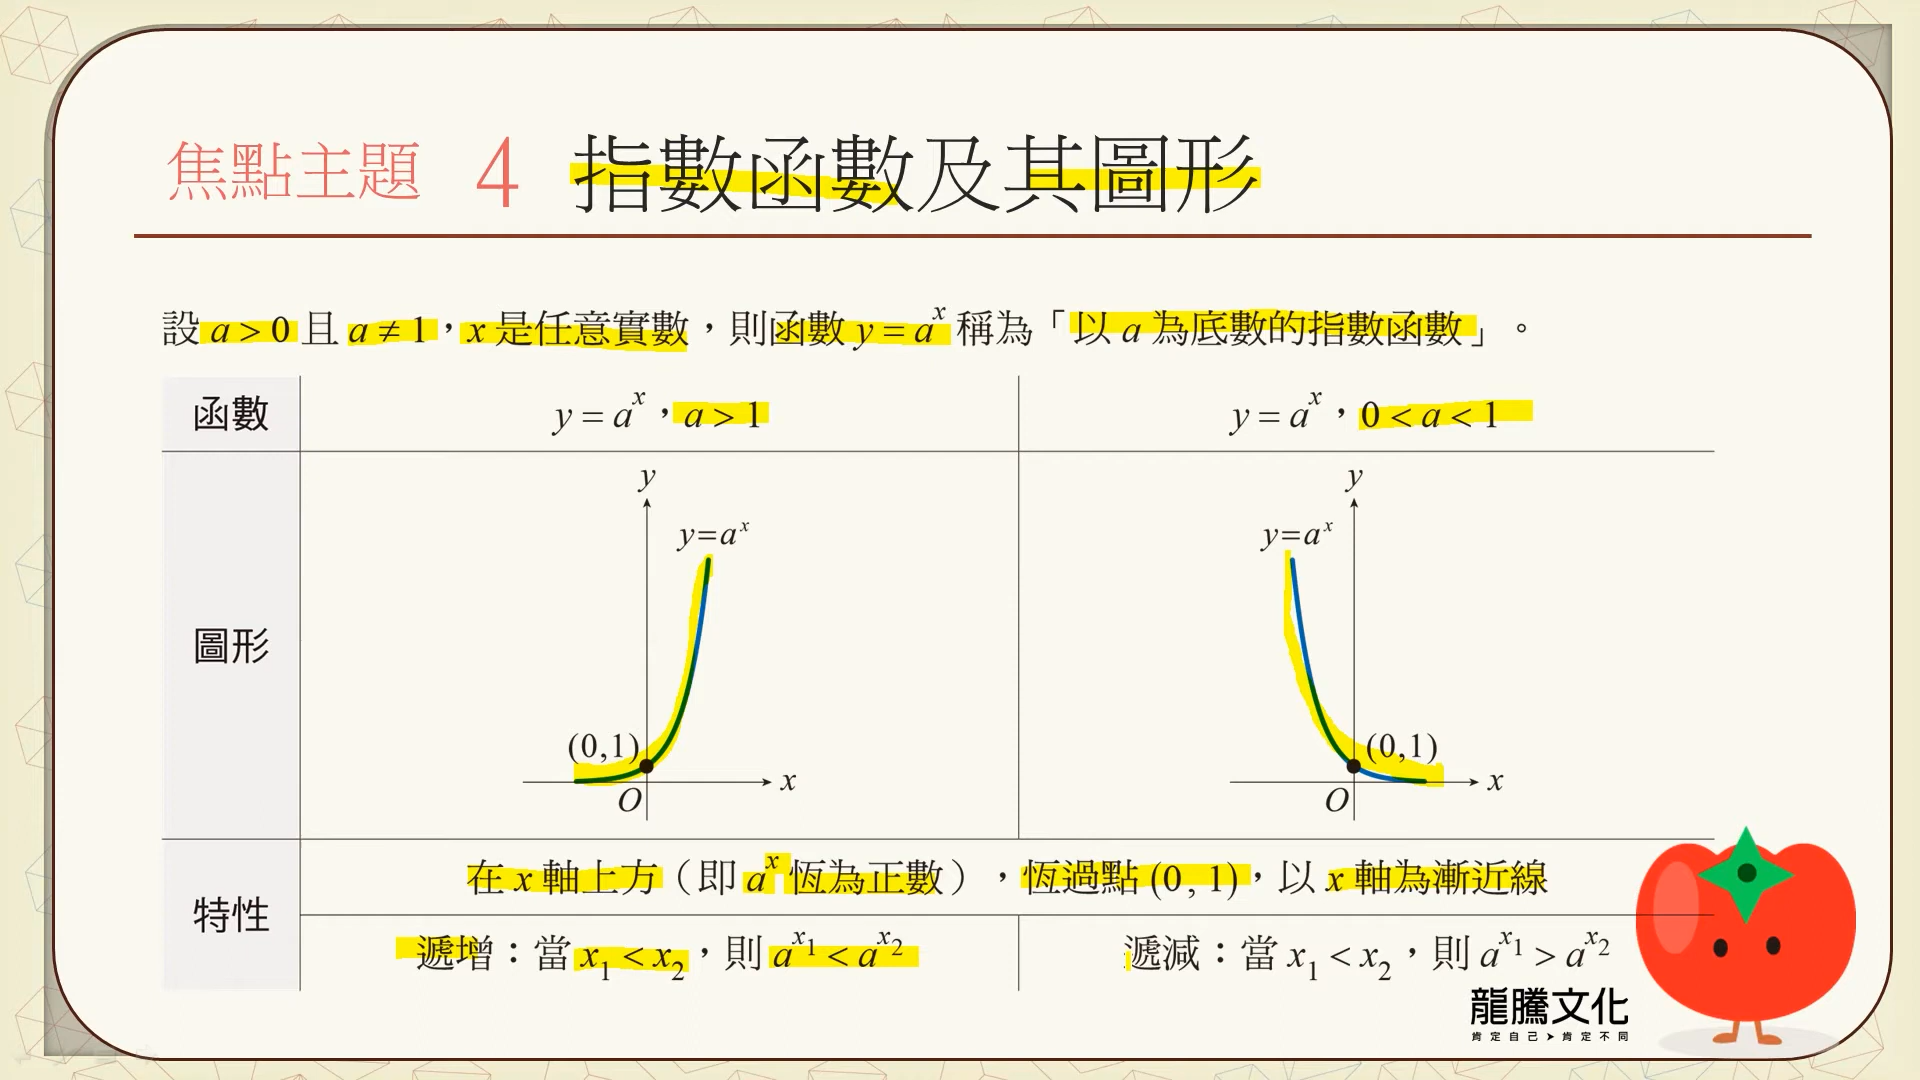 焦點主題 4 指數函數及其圖形
設 a > 0 且 a ≠ 1，x 是任意實數，則函數 y = a^x 稱為「以 a 為底數的指數函數」。
函數 y = a^x，a > 1 y = a^x，0 < a < 1
圖形
y y
y=a^x y=a^x
(0,1) (0,1)
x x
O O
特性
在 x 軸上方（即 a^x 恆為正數），恆過點 (0 , 1)，以 x 軸為漸近線
遞增：當 x₁ < x₂，則 a^x₁ < a^x₂ 遞減：當 x₁ < x₂，則 a^x₁ > a^x₂
龍騰文化
肯定自己➤肯定不同